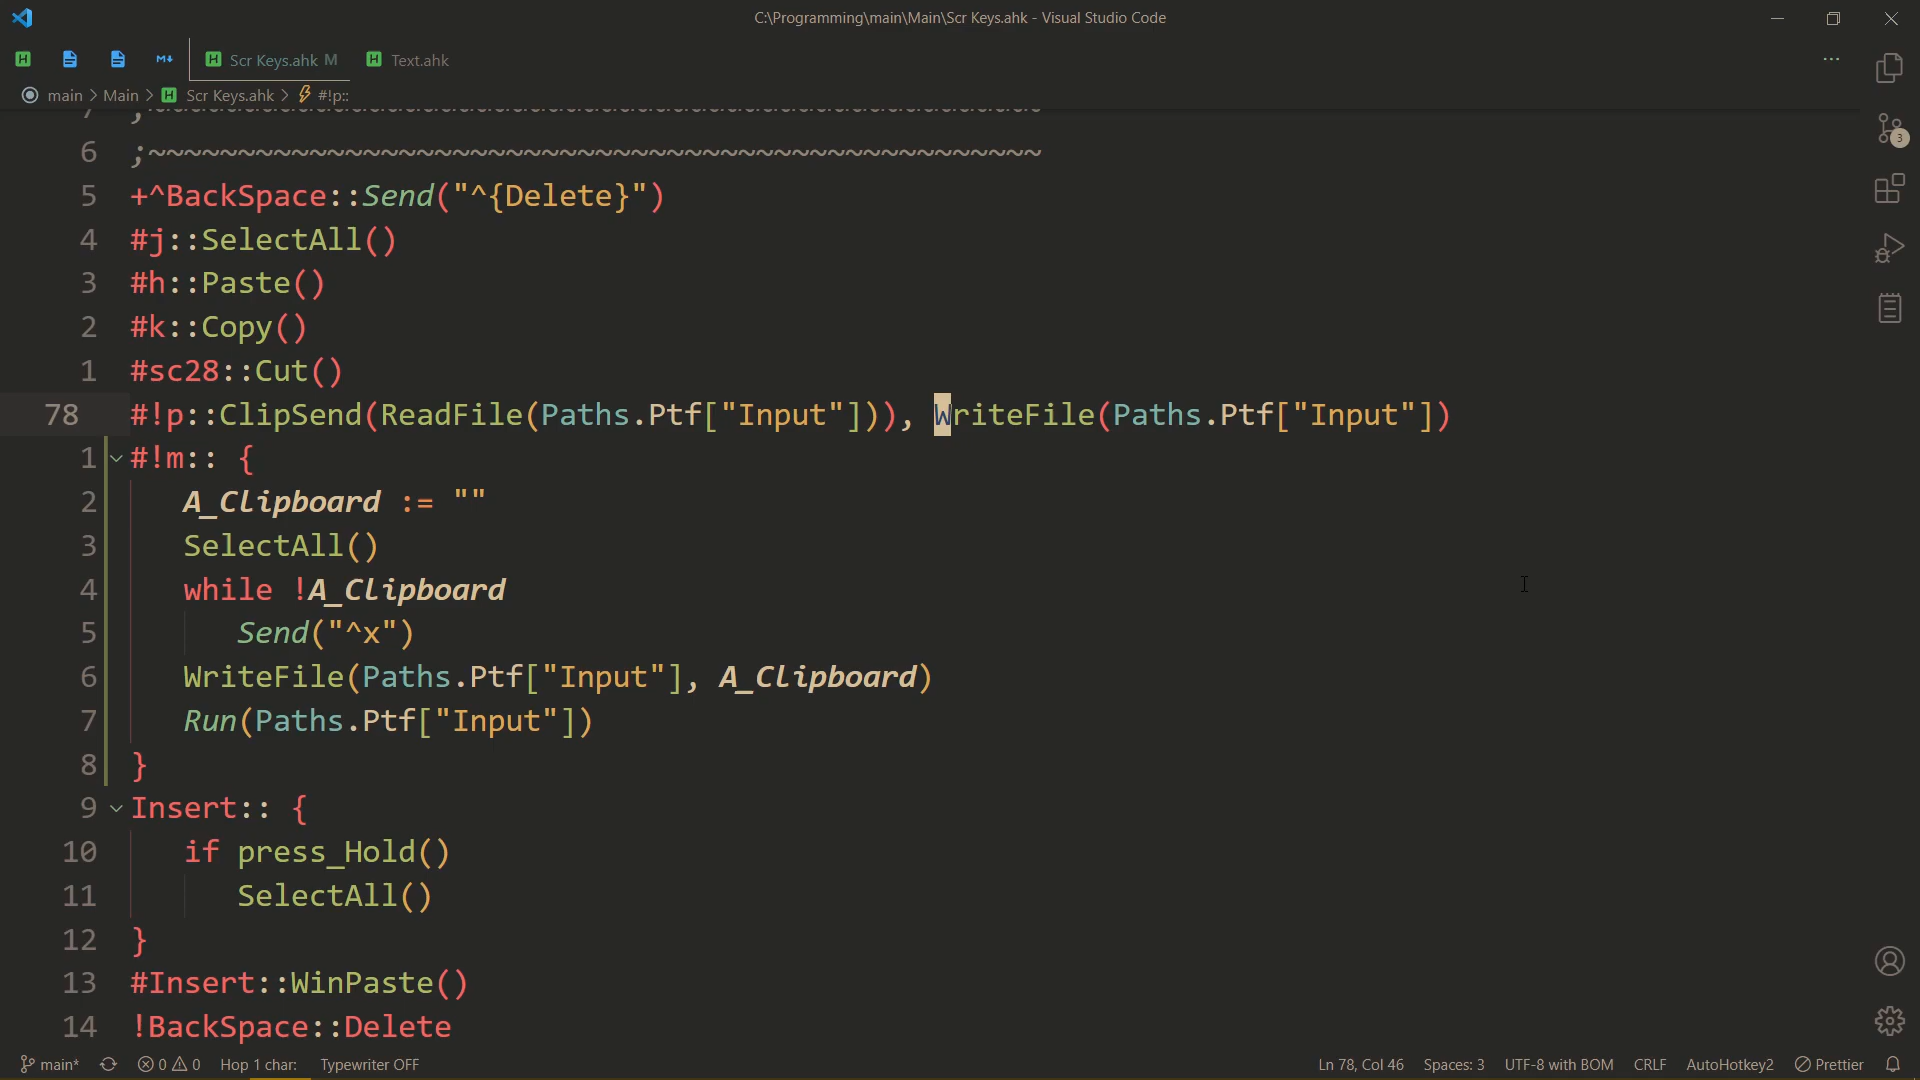 C:\Programming\main\Main\Scr Keys.ahk - Visual Studio Code
Scr Keys.ahk M
Text.ahk
main > Main > Scr Keys.ahk > #!p::
6 ;~~~~~~~~~~~~~~~~~~~~~~~~~~~~~~~~~~~~~~~~~~~~~~~~~~
5 +^BackSpace::Send("^{Delete}")
4 #j::SelectAll()
3 #h::Paste()
2 #k::Copy()
1 #sc28::Cut()
78 #!p::ClipSend(ReadFile(Paths.Ptf["Input"])), WriteFile(Paths.Ptf["Input"])
1 #!m:: {
2 A_Clipboard := ""
3 SelectAll()
4 while !A_Clipboard
5 Send("^x")
6 WriteFile(Paths.Ptf["Input"], A_Clipboard)
7 Run(Paths.Ptf["Input"])
8 }
9 Insert:: {
10 if press_Hold()
11 SelectAll()
12 }
13 #Insert::WinPaste()
14 !BackSpace::Delete
3
main* 0 0 Hop 1 char: Typewriter OFF Ln 78, Col 46 Spaces: 3 UTF-8 with BOM CRLF AutoHotkey2 Prettier